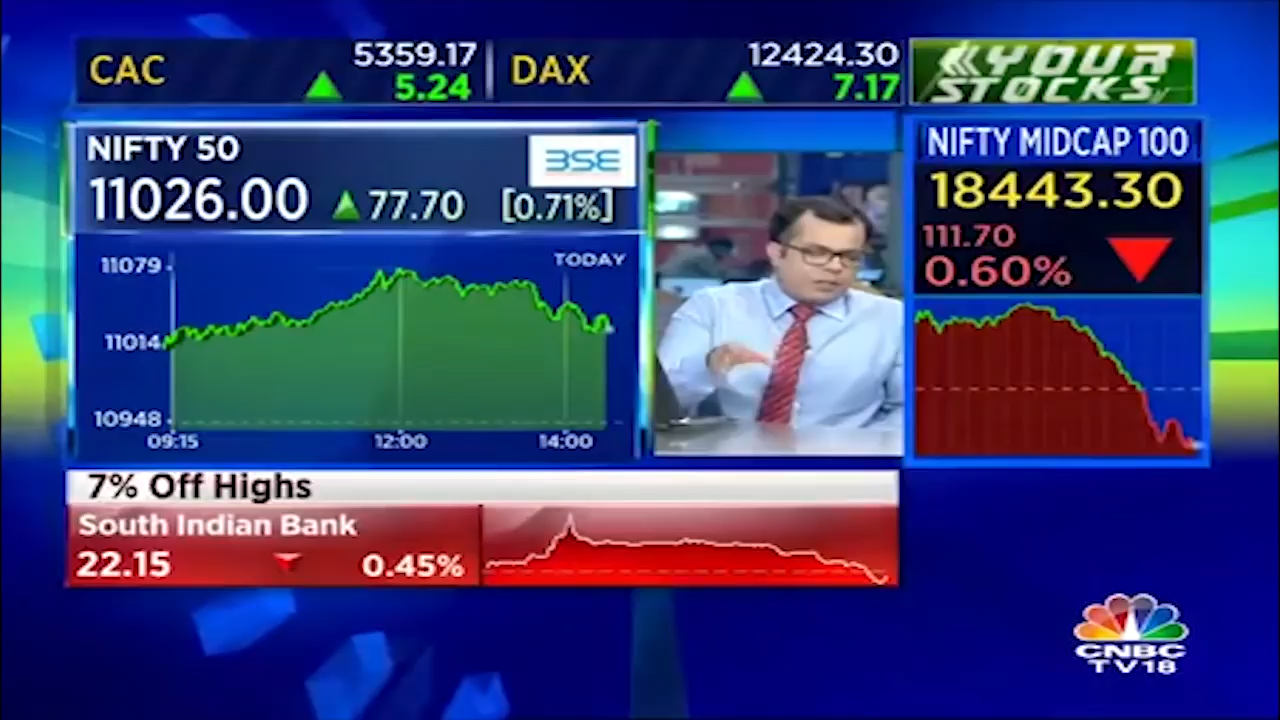 CAC
5359.17
5.24
DAX
12424.30
7.17
YOUR
STOCKS
NIFTY 50
BSE
11026.00
77.70
[0.71%]
TODAY
11079
11014
10948
09:15
12:00
14:00
NIFTY MIDCAP 100
18443.30
111.70
0.60%
7% Off Highs
South Indian Bank
22.15
0.45%
CNBC
TV18